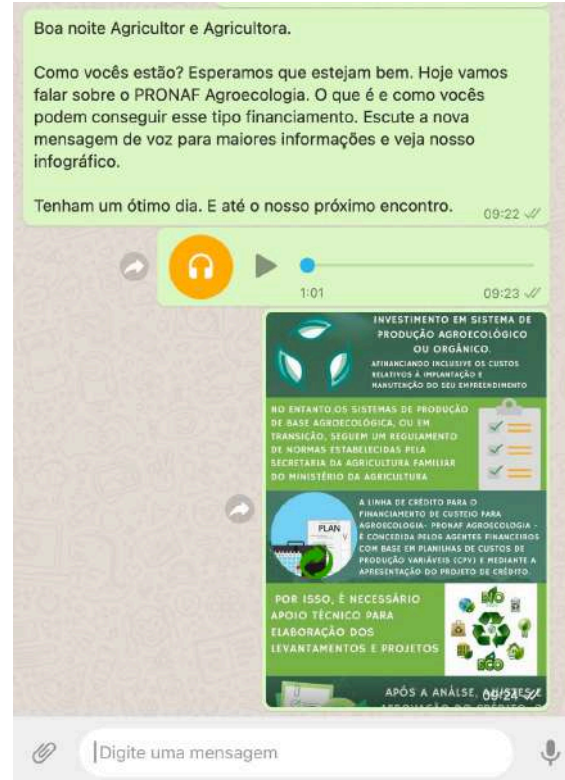 Boa noite Agricultor e Agricultora.
Como vocês estão? Esperamos que estejam bem. Hoje vamos
falar sobre o PRONAF Agroecologia. O que é e como vocês
podem conseguir esse tipo financiamento. Escute a nova
mensagem de voz para maiores informações e veja nosso
infográfico.
Tenham um ótimo dia. E até o nosso próximo encontro.
09:22
1:01
09:23
INVESTIMENTO EM SISTEMA DE
PRODUÇÃO AGROECOLÓGICO
OU ORGÂNICO.
AFINANCIANDO INCLUSIVE OS CUSTOS
RELATIVOS À IMPLANTAÇÃO E
MANUTENÇÃO DO SEU EMPREENDIMENTO
NO ENTANTO,OS SISTEMAS DE PRODUÇÃO
DE BASE AGROECOLÓGICA, OU EM
TRANSIÇÃO, SEGUEM UM REGULAMENTO
DE NORMAS ESTABELECIDAS PELA
SECRETARIA DA AGRICULTURA FAMILIAR
DO MINISTÉRIO DA AGRICULTURA
PLAN
A LINHA DE CRÉDITO PARA O
FINANCIAMENTO DE CUSTEIO PARA
AGROECOLOGIA- PRONAF AGROECOLOGIA -
É CONCEDIDA PELOS AGENTES FINANCEIROS
COM BASE EM PLANILHAS DE CUSTOS DE
PRODUÇÃO VARIÁVEIS (CPV) E MEDIANTE A
APRESENTAÇÃO DO PROJETO DE CRÉDITO.
POR ISSO, É NECESSÁRIO
APOIO TÉCNICO PARA
ELABORAÇÃO DOS
LEVANTAMENTOS E PROJETOS
BIO
ECO
APÓS A ANÁLSE, AJUSTES E
09:24
Digite uma mensagem